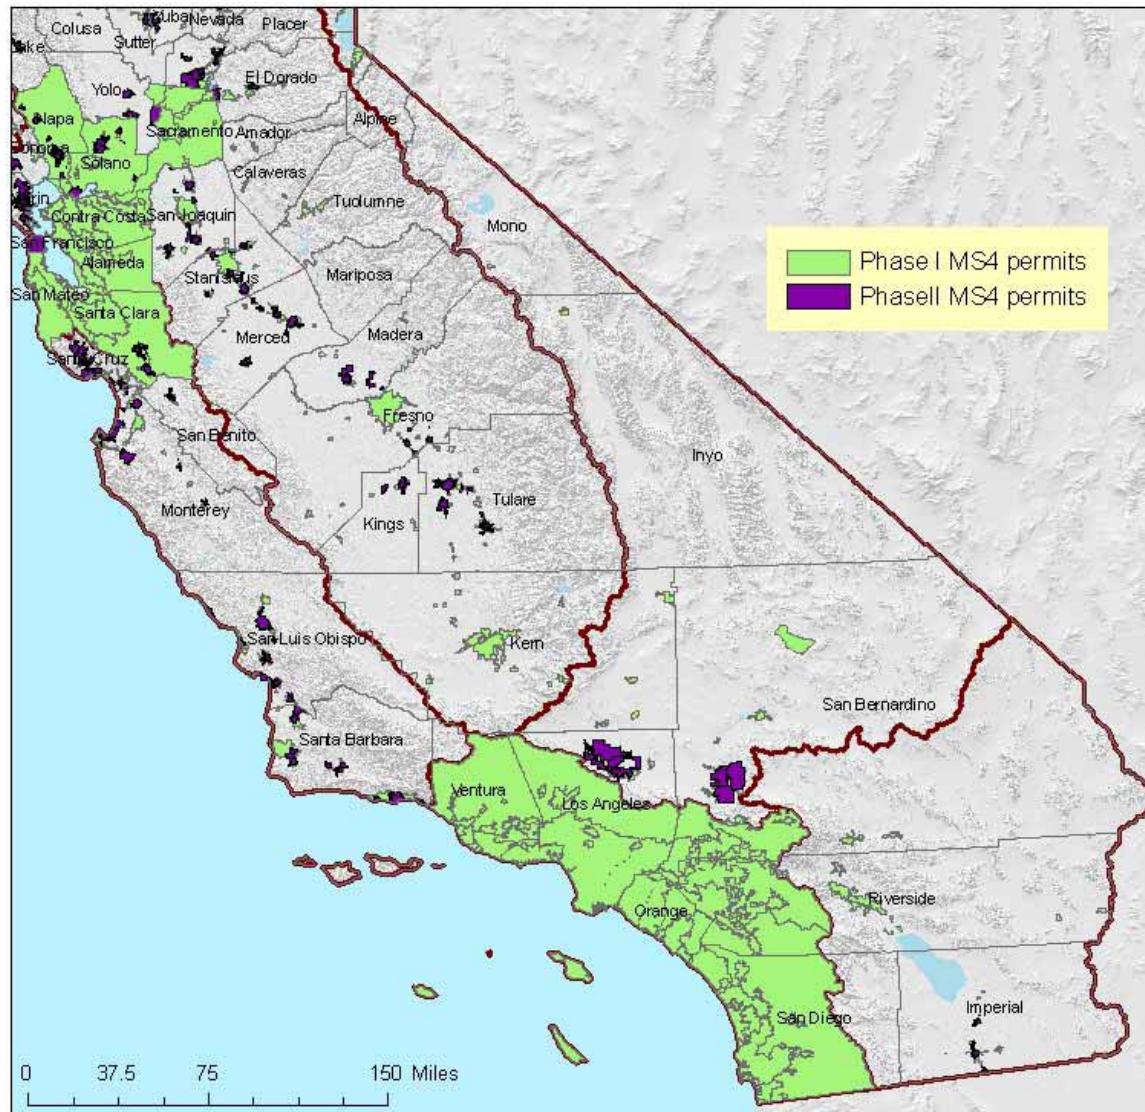 Colusa
Yuba
Nevada
Placer
Lake
Sutter
El Dorado
Yolo
Napa
Sacramento
Amador
Alpine
Sonoma
Solano
Calaveras
Marin
Contra Costa
San Joaquin
Tuolumne
Mono
San Francisco
Alameda
Phase I MS4 permits
PhaseII MS4 permits
Stanislaus
Mariposa
San Mateo
Santa Clara
Merced
Madera
Santa Cruz
Fresno
San Benito
Inyo
Monterey
Kings
Tulare
San Luis Obispo
Kern
San Bernardino
Santa Barbara
Ventura
Los Angeles
Orange
Riverside
San Diego
Imperial
0 37.5 75 150 Miles